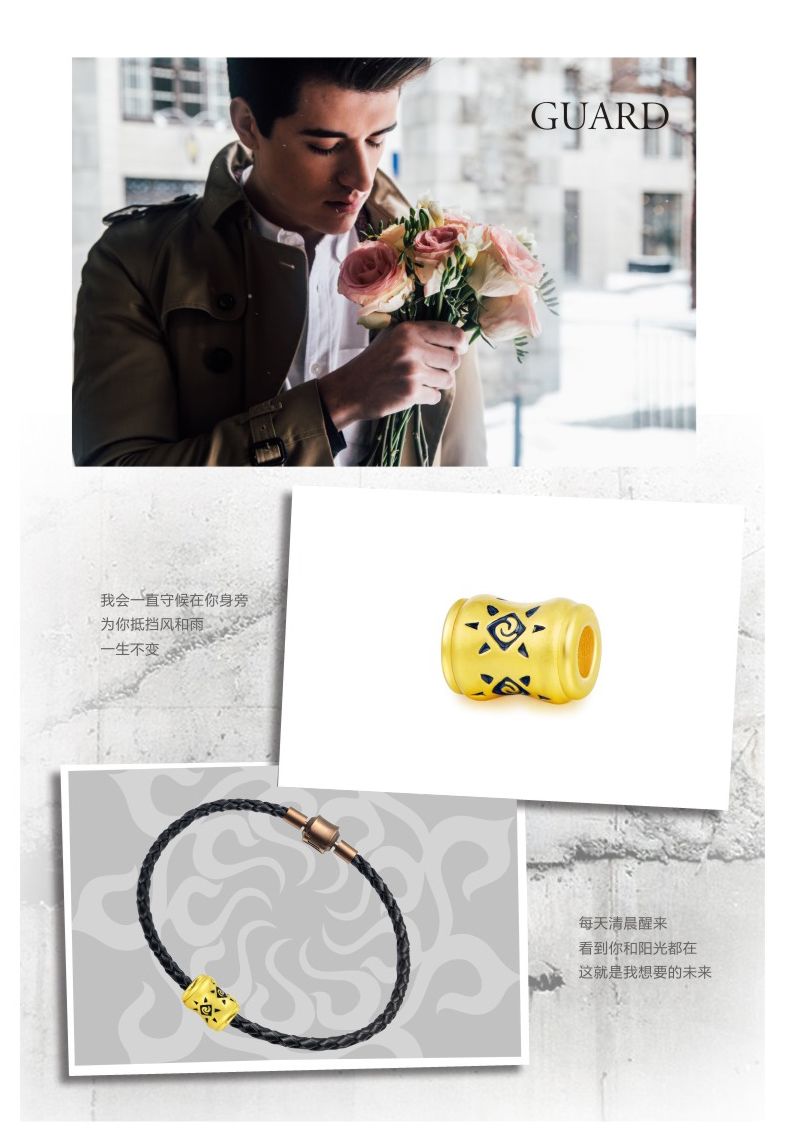 GUARD
我会一直守候在你身旁
为你抵挡风和雨
一生不变
每天清晨醒来
看到你和阳光都在
这就是我想要的未来